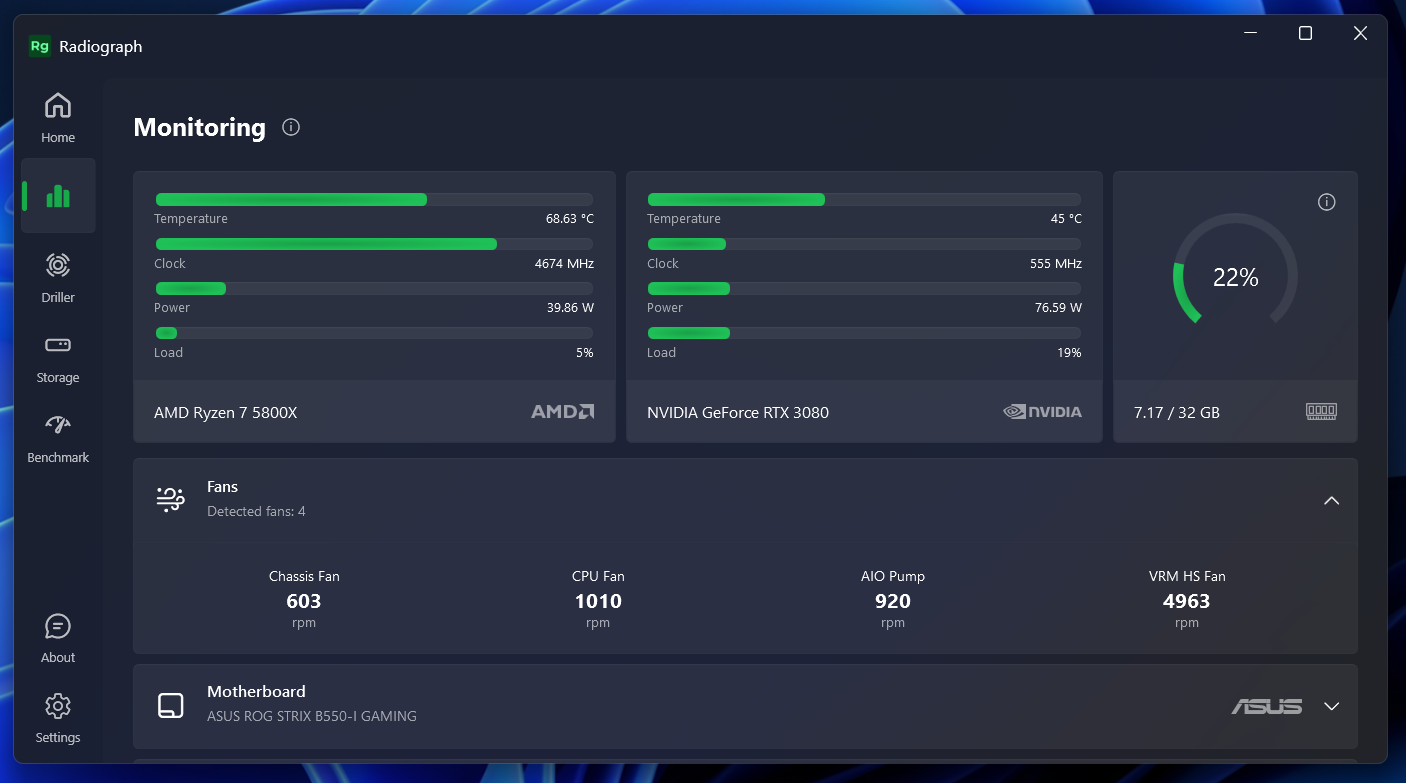 Rg Radiograph
Home
Monitoring
Temperature 68.63 °C
Clock 4674 MHz
Power 39.86 W
Load 5%
AMD Ryzen 7 5800X AMD
Temperature 45 °C
Clock 555 MHz
Power 76.59 W
Load 19%
NVIDIA GeForce RTX 3080 NVIDIA
22%
7.17 / 32 GB
Driller
Storage
Benchmark
Fans
Detected fans: 4
Chassis Fan
603
rpm
CPU Fan
1010
rpm
AIO Pump
920
rpm
VRM HS Fan
4963
rpm
Motherboard
ASUS ROG STRIX B550-I GAMING
ASUS
About
Settings